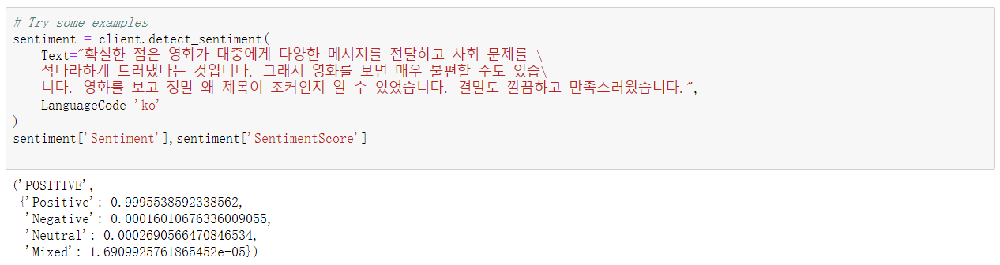 # Try some examples
sentiment = client.detect_sentiment(
    Text="확실한 점은 영화가 대중에게 다양한 메시지를 전달하고 사회 문제를 \
    적나라하게 드러냈다는 것입니다. 그래서 영화를 보면 매우 불편할 수도 있습\
    니다. 영화를 보고 정말 왜 제목이 조커인지 알 수 있었습니다. 결말도 깔끔하고 만족스러웠습니다.",
    LanguageCode='ko'
)
sentiment['Sentiment'],sentiment['SentimentScore']
('POSITIVE',
 {'Positive': 0.9995538592338562,
  'Negative': 0.00016010676336009055,
  'Neutral': 0.0002690566470846534,
  'Mixed': 1.6909925761865452e-05})